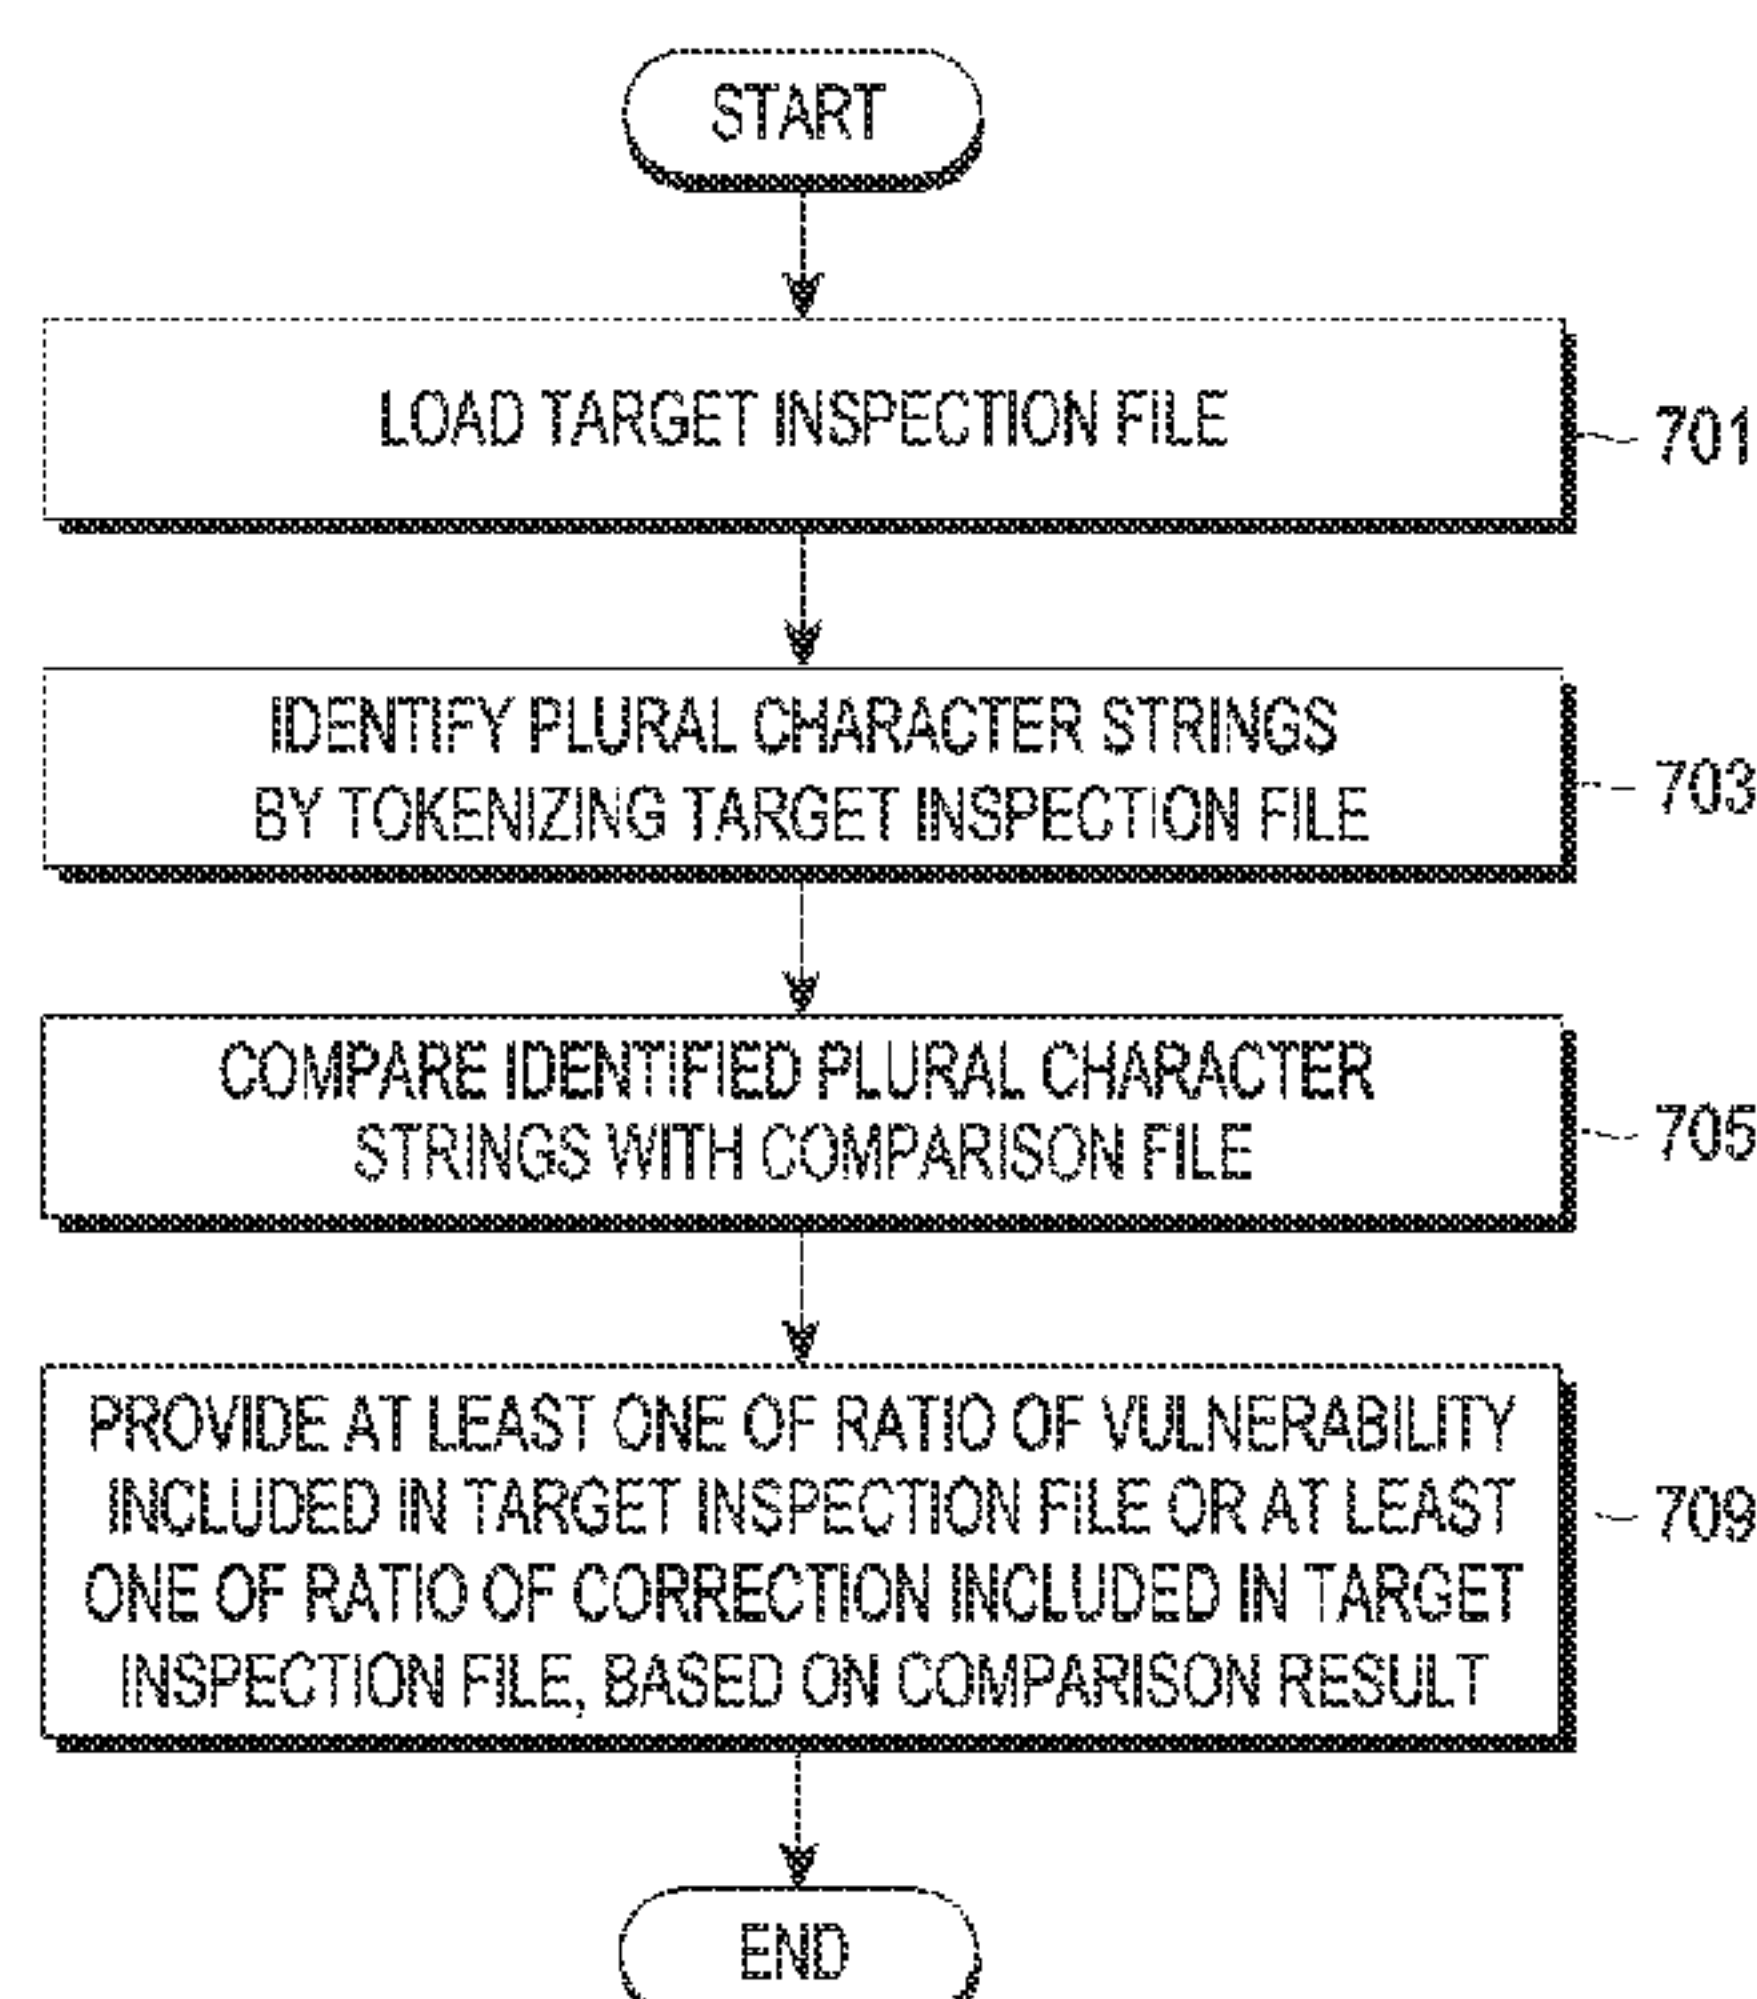 START
LOAD TARGET INSPECTION FILE
701
IDENTIFY PLURAL CHARACTER STRINGS
BY TOKENIZING TARGET INSPECTION FILE
703
COMPARE IDENTIFIED PLURAL CHARACTER
STRINGS WITH COMPARISON FILE
705
PROVIDE AT LEAST ONE OF RATIO OF VULNERABILITY
INCLUDED IN TARGET INSPECTION FILE OR AT LEAST
ONE OF RATIO OF CORRECTION INCLUDED IN TARGET
INSPECTION FILE, BASED ON COMPARISON RESULT
709
END